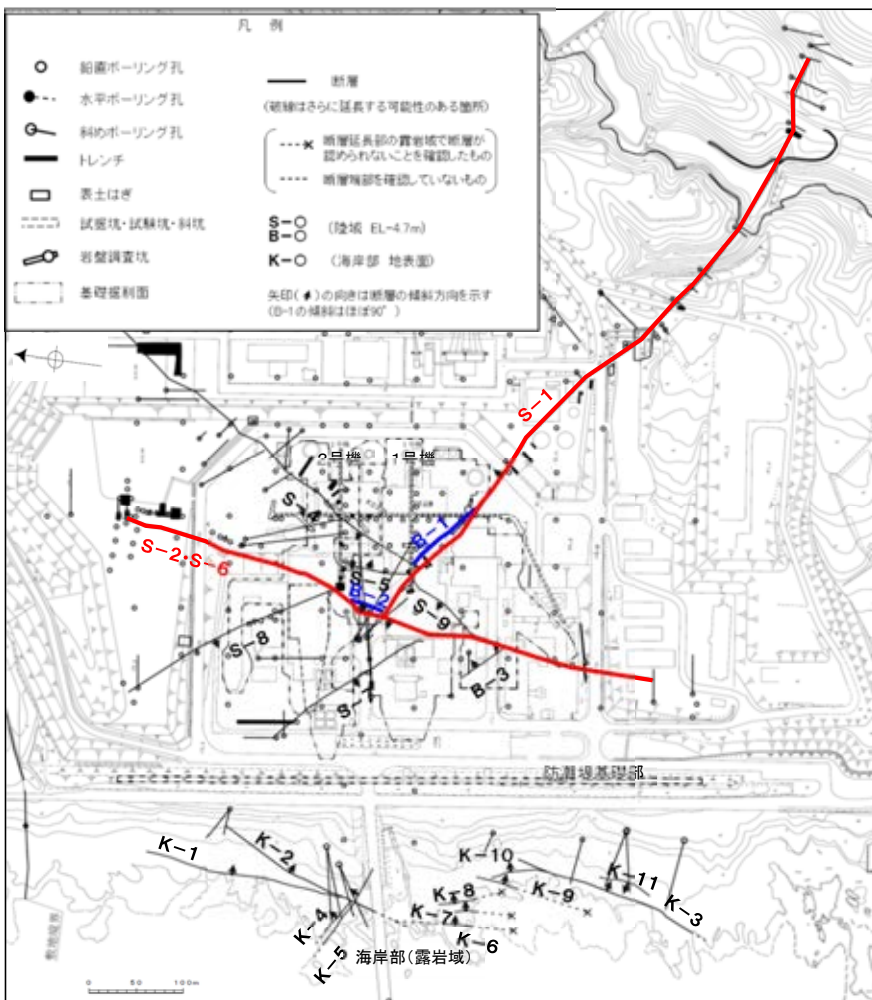 凡 例
鉛直ボーリング孔
水平ボーリング孔
斜めボーリング孔
トレンチ
表土はぎ
試掘坑・試験坑・斜坑
岩盤調査坑
基礎掘削面
断層
(破線はさらに延長する可能性のある箇所)
断層延長部の露岩域で断層が
認められないことを確認したもの
断層端部を確認していないもの
S-○
B-○
(陸域 EL-4.7m)
K-○
(海岸部 地表面)
矢印( )の向きは断層の傾斜方向を示す
(B-1の傾斜はほぼ90°)
S-1
2号機
1号機
S-4
B-1
S-2・S-6
S-5
B-2
S-9
S-8
B-3
防潮堤基礎部
K-1
K-2
K-10
K-11
K-8
K-9
K-3
K-4
K-7
K-6
K-5
海岸部(露岩域)
敷地境界
0 50 100m